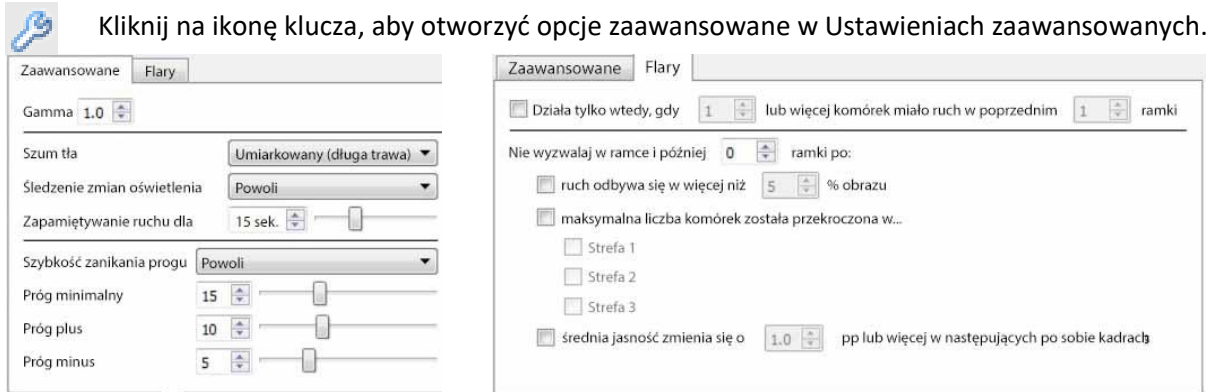 Kliknij na ikonę klucza, aby otworzyć opcje zaawansowane w Ustawieniach zaawansowanych.
Zaawansowane Flary
Gamma 1.0
Szum tła Umiarkowany (długa trawa)
Śledzenie zmian oświetlenia Powoli
Zapamiętywanie ruchu dla 15 sek.
Szybkość zanikania progu Powoli
Próg minimalny 15
Próg plus 10
Próg minus 5
Zaawansowane Flary
Działa tylko wtedy, gdy 1 lub więcej komórek miało ruch w poprzednim 1 ramki
Nie wyzwalaj w ramce i później 0 ramki po:
ruch odbywa się w więcej niż 5 % obrazu
maksymalna liczba komórek została przekroczona w...
Strefa 1
Strefa 2
Strefa 3
średnia jasność zmienia się o 1.0 pp lub więcej w następujących po sobie kadrach